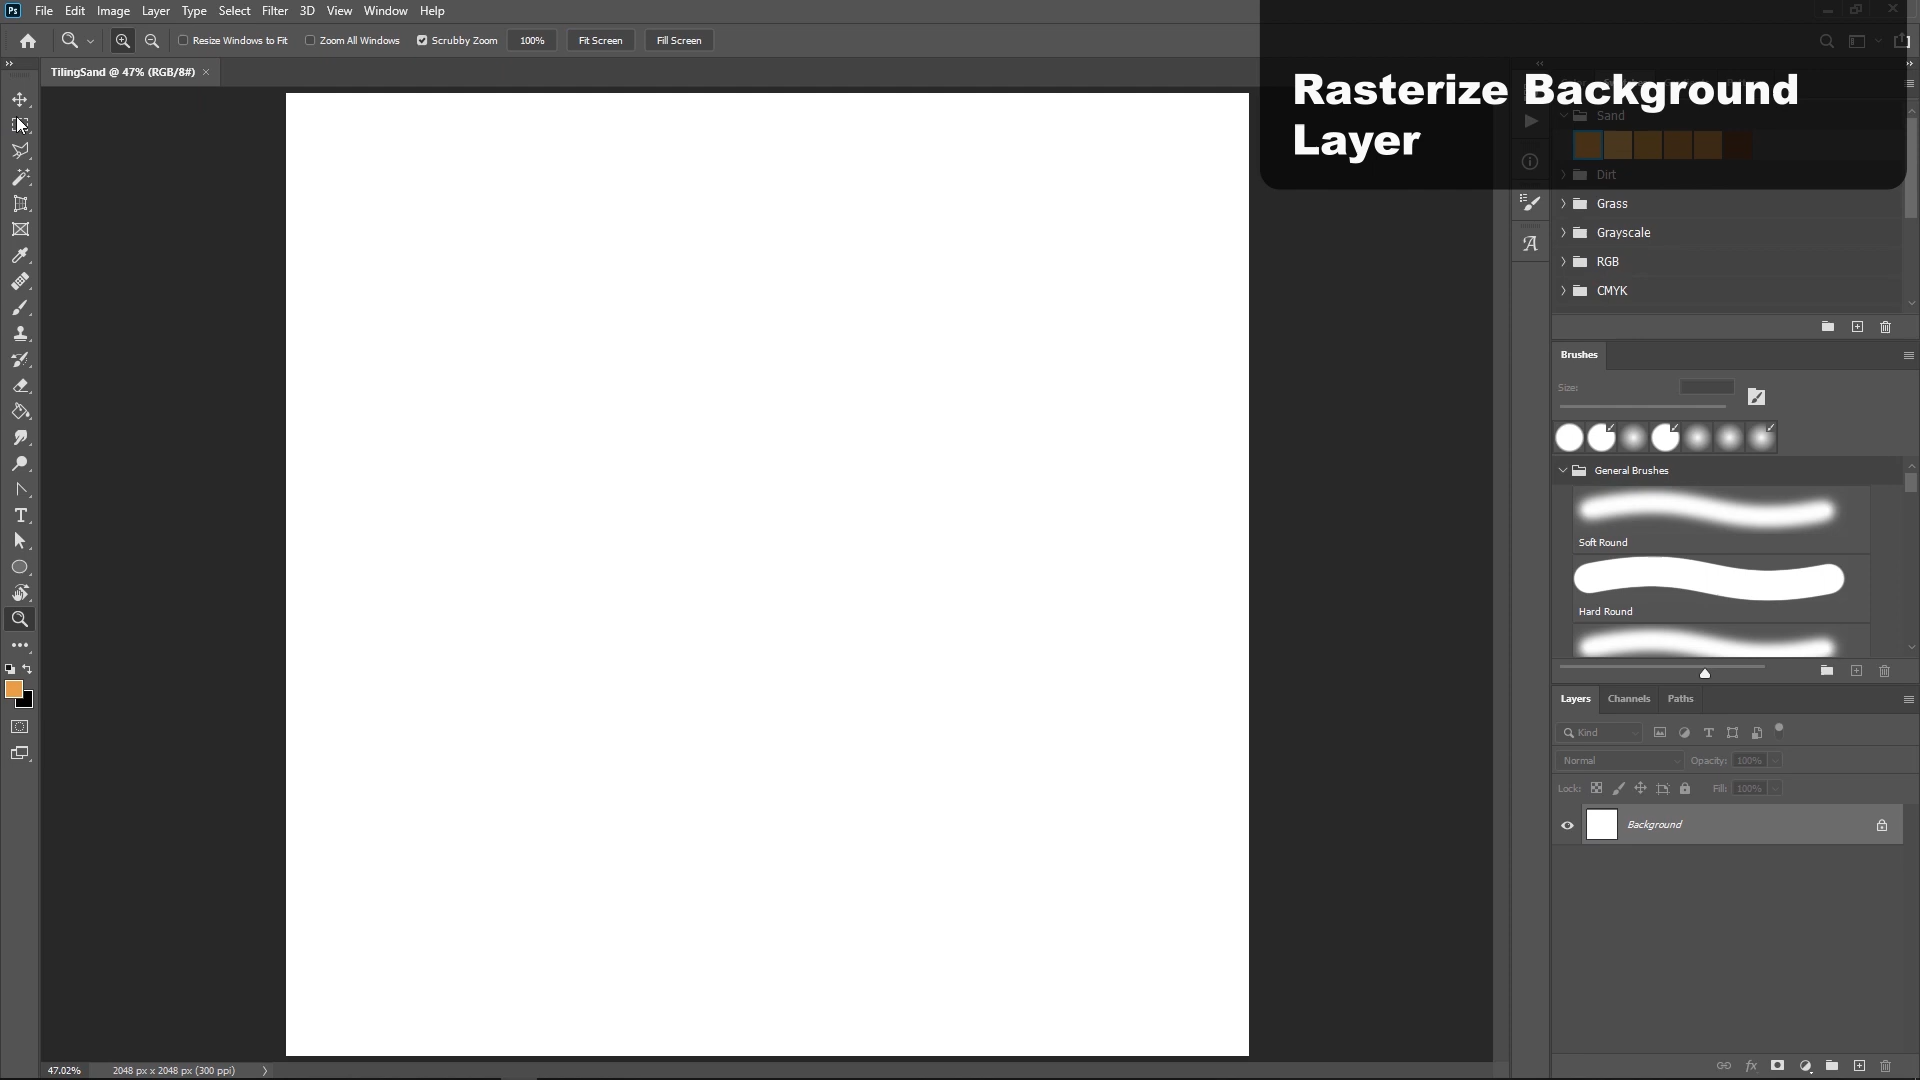 Ps File Edit Image Layer Type Select Filter 3D View Window Help
Resize Windows to Fit Zoom All Windows Scrubby Zoom 100% Fit Screen Fill Screen
TilingSand @ 47% (RGB/8#) ×
Rasterize Background
Layer
Sand
Dirt
Grass
Grayscale
RGB
CMYK
Brushes
Size:
General Brushes
Soft Round
Hard Round
Layers Channels Paths
Kind
Normal Opacity: 100%
Lock: Fill: 100%
Background
fx
47.02% 2048 px x 2048 px (300 ppi)